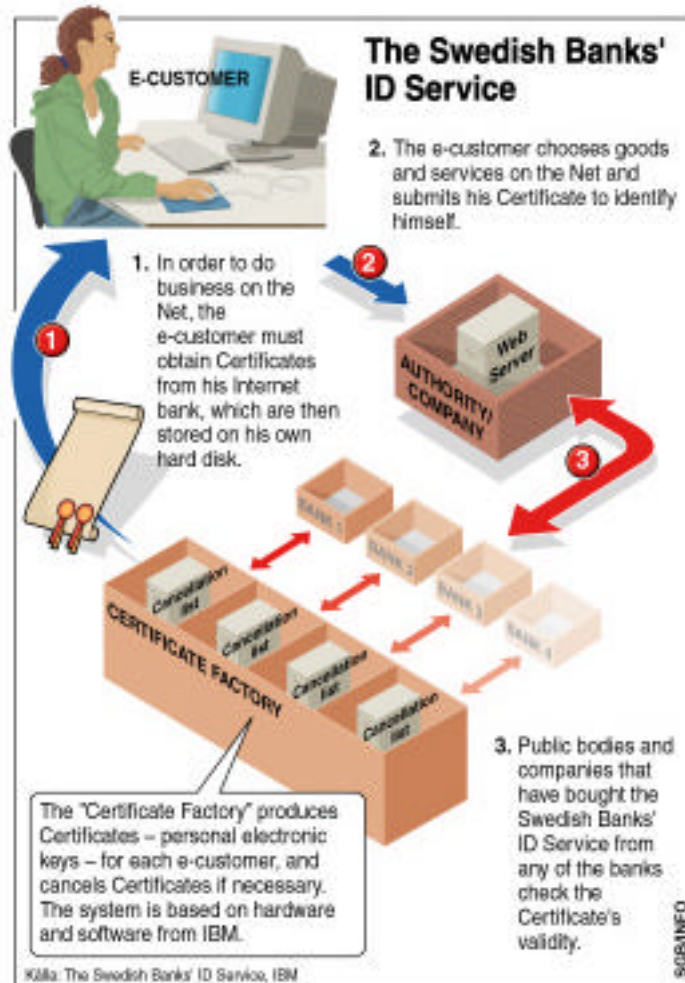 The Swedish Banks'
ID Service
E-CUSTOMER
2. The e-customer chooses goods
and services on the Net and
submits his Certificate to identify
himself.
1. In order to do
business on the
Net, the
e-customer must
obtain Certificates
from his Internet
bank, which are then
stored on his own
hard disk.
1
2
Web
Server
AUTHORITY/
COMPANY
3
BANK 1
BANK 2
BANK 3
BANK 4
Cancellation
list
Cancellation
list
Cancellation
list
Cancellation
list
CERTIFICATE FACTORY
The "Certificate Factory" produces
Certificates – personal electronic
keys – for each e-customer, and
cancels Certificates if necessary.
The system is based on hardware
and software from IBM.
3. Public bodies and
companies that
have bought the
Swedish Banks'
ID Service from
any of the banks
check the
Certificate's
validity.
Källa: The Swedish Banks' ID Service, IBM